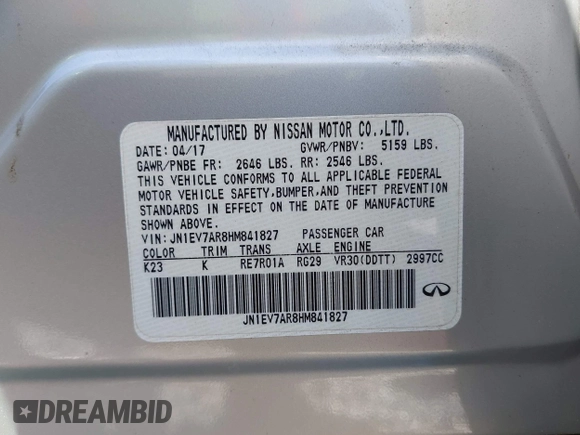 MANUFACTURED BY NISSAN MOTOR CO.,LTD.
DATE: 04/17 GVWR/PNBV: 5159 LBS.
GAWR/PNBE FR: 2646 LBS. RR: 2546 LBS.
THIS VEHICLE CONFORMS TO ALL APPLICABLE FEDERAL
MOTOR VEHICLE SAFETY,BUMPER,AND THEFT PREVENTION
STANDARDS IN EFFECT ON THE DATE OF MANUFACTURE
SHOWN ABOVE.
VIN: JN1EV7AR8HM841827 PASSENGER CAR
COLOR TRIM TRANS AXLE ENGINE
K23 K RE7R01A RG29 VR30(DDTT) 2997CC
JN1EV7AR8HM841827
DREAMBID